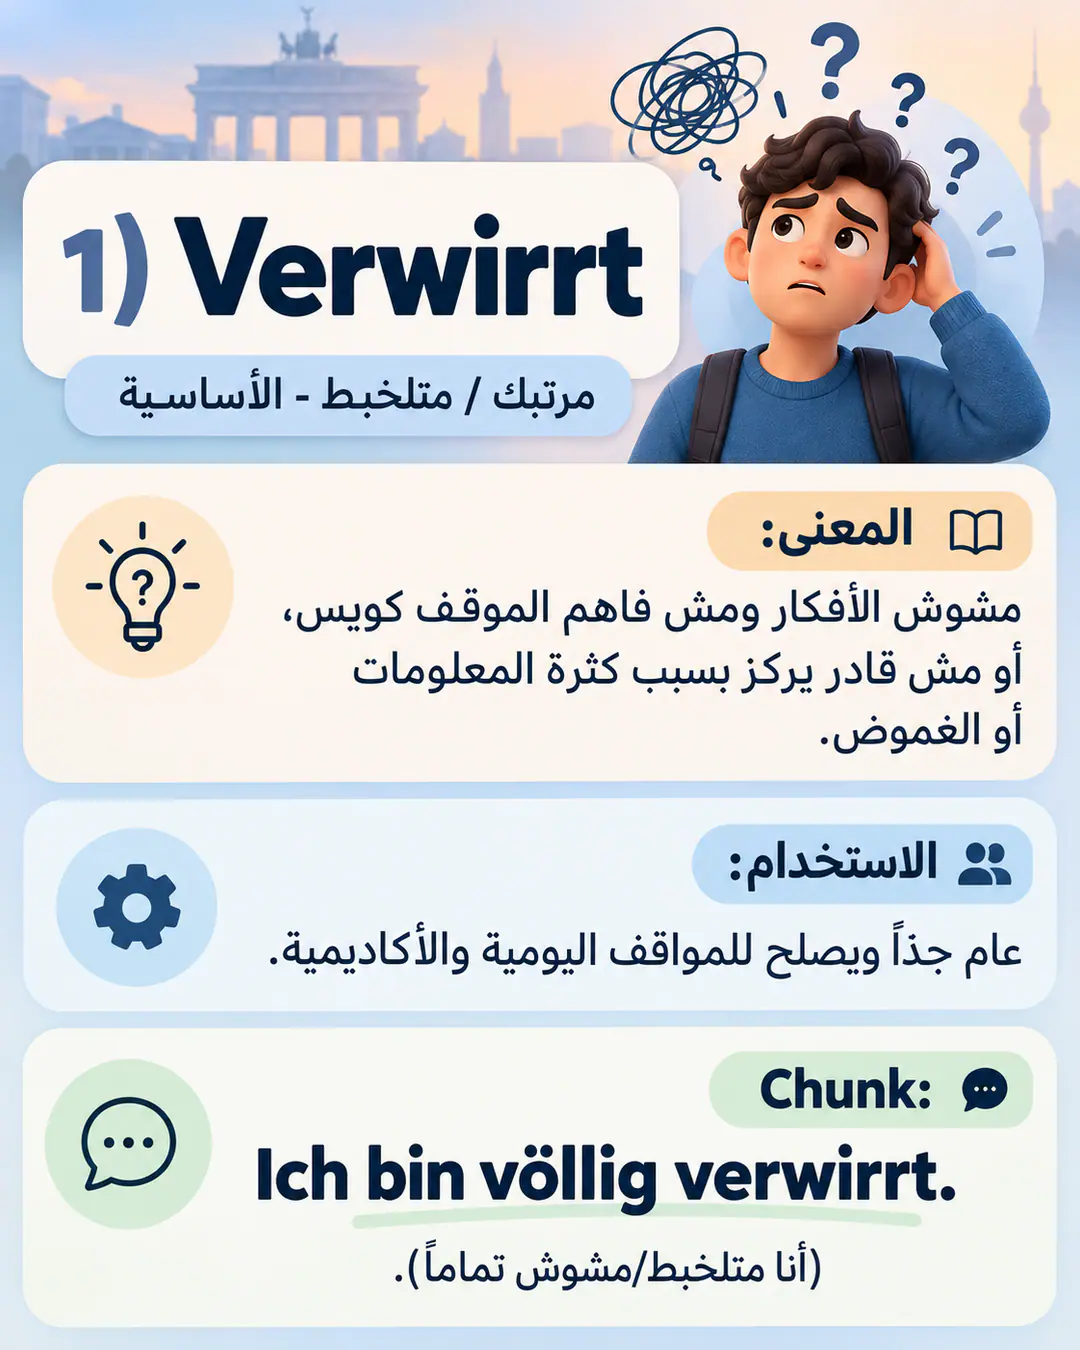 1) Verwirrt
مرتبك / متلخبط - الأساسية
المعنى:
مشوش الأفكار ومش فاهم الموقف كويس،
أو مش قادر يركز بسبب كثرة المعلومات
أو الغموض.
الاستخدام:
عام جذاً ويصلح للمواقف اليومية والأكاديمية.
Chunk:
Ich bin völlig verwirrt.
(أنا متلخبط/مشوش تماماً).